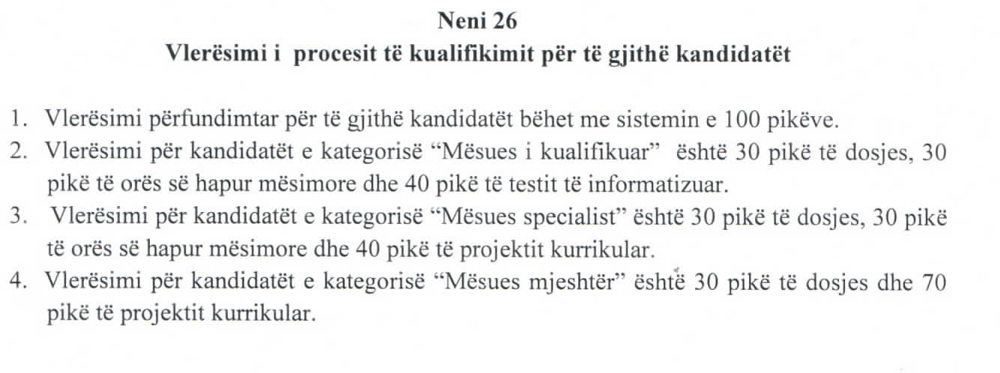 Neni 26
Vlerësimi i procesit të kualifikimit për të gjithë kandidatët
1. Vlerësimi përfundimtar për të gjithë kandidatët bëhet me sistemin e 100 pikëve.
2. Vlerësimi për kandidatët e kategorisë “Mësues i kualifikuar” është 30 pikë të dosjes, 30
pikë të orës së hapur mësimore dhe 40 pikë të testit të informatizuar.
3. Vlerësimi për kandidatët e kategorisë “Mësues specialist” është 30 pikë të dosjes, 30 pikë
të orës së hapur mësimore dhe 40 pikë të projektit kurrikular.
4. Vlerësimi për kandidatët e kategorisë “Mësues mjeshtër” është 30 pikë të dosjes dhe 70
pikë të projektit kurrikular.